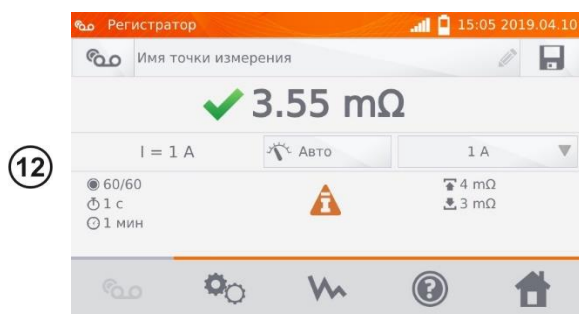 Регистратор 15:05 2019.04.10
Имя точки измерения
3.55 mΩ
I = 1 A Авто 1 A
12
60/60 4 mΩ
1 с 3 mΩ
1 мин